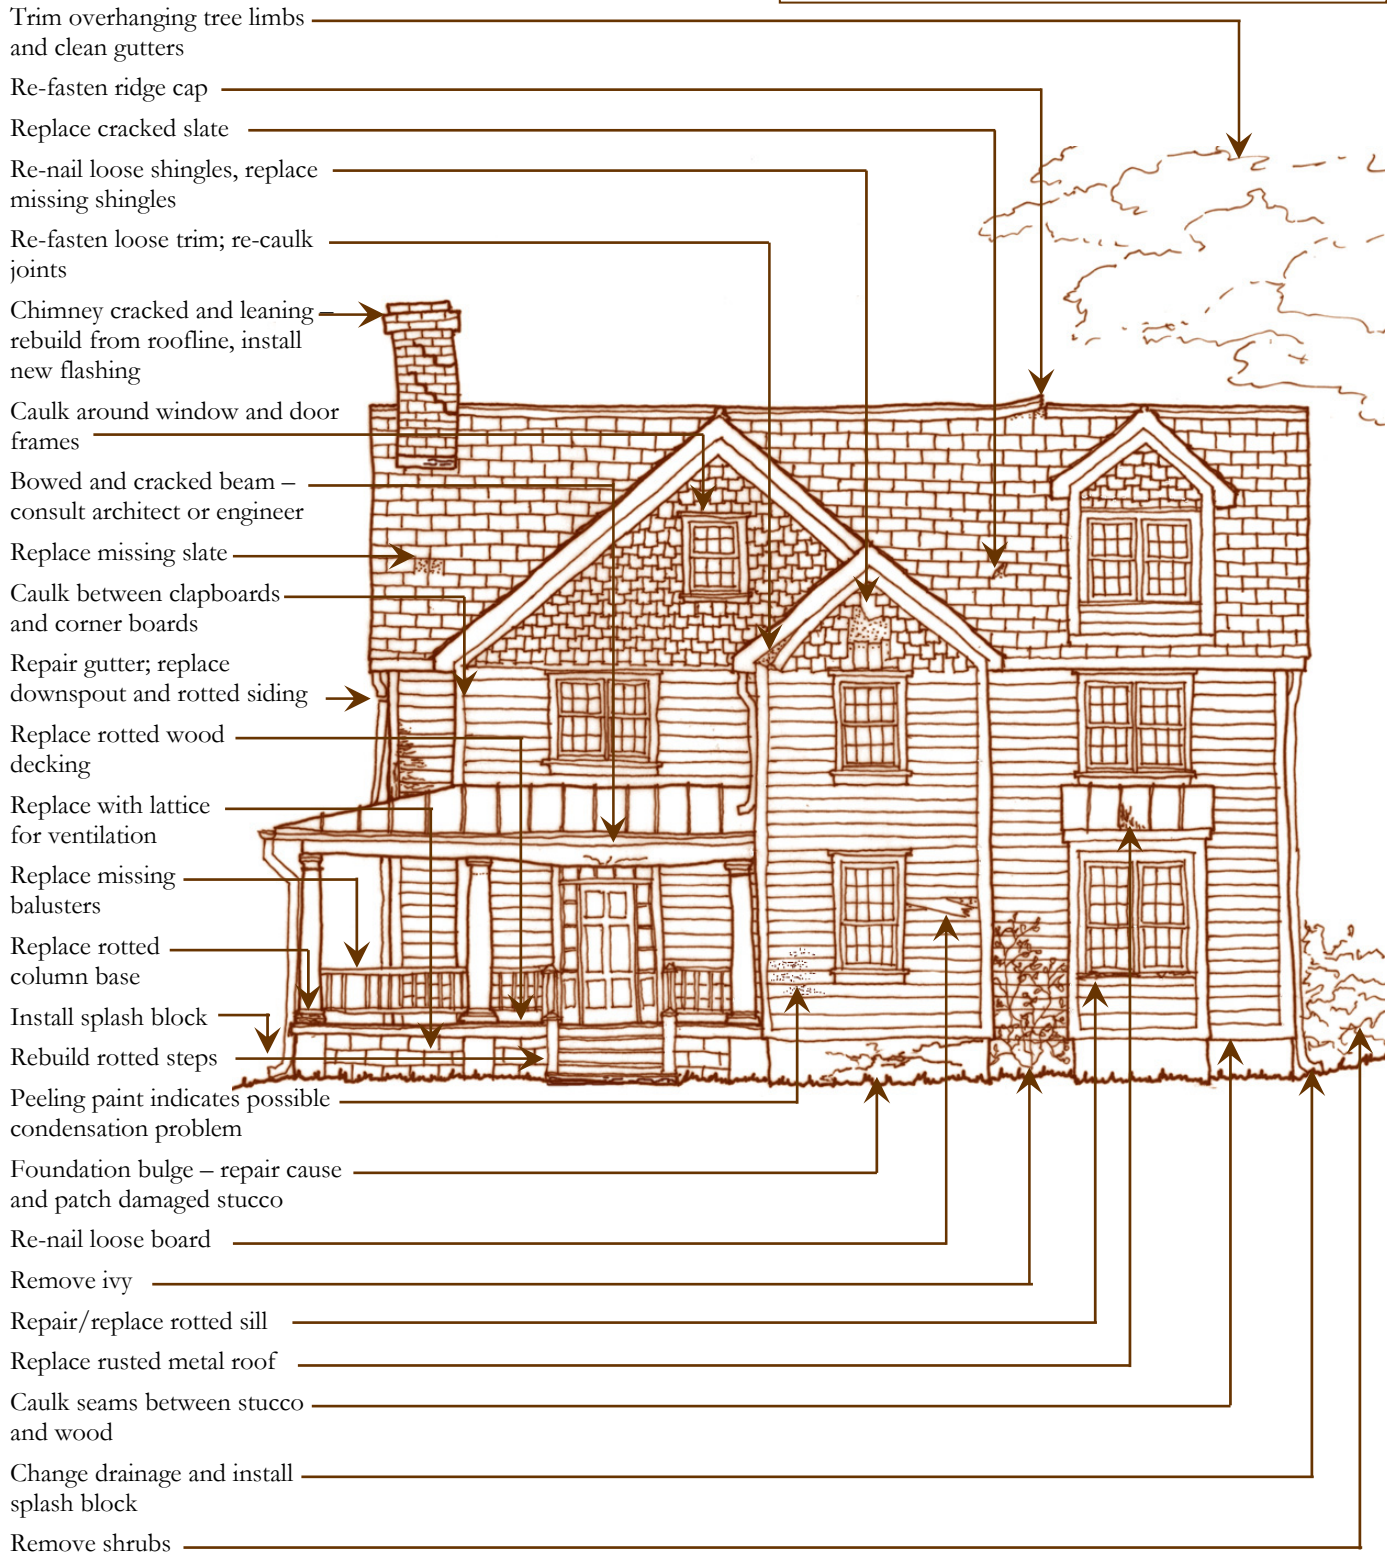 Trim overhanging tree limbs
and clean gutters
Re-fasten ridge cap
Replace cracked slate
Re-nail loose shingles, replace
missing shingles
Re-fasten loose trim; re-caulk
joints
Chimney cracked and leaning –
rebuild from roofline, install
new flashing
Caulk around window and door
frames
Bowed and cracked beam –
consult architect or engineer
Replace missing slate
Caulk between clapboards
and corner boards
Repair gutter; replace
downspout and rotted siding
Replace rotted wood
decking
Replace with lattice
for ventilation
Replace missing
balusters
Replace rotted
column base
Install splash block
Rebuild rotted steps
Peeling paint indicates possible
condensation problem
Foundation bulge – repair cause
and patch damaged stucco
Re-nail loose board
Remove ivy
Repair/replace rotted sill
Replace rusted metal roof
Caulk seams between stucco
and wood
Change drainage and install
splash block
Remove shrubs